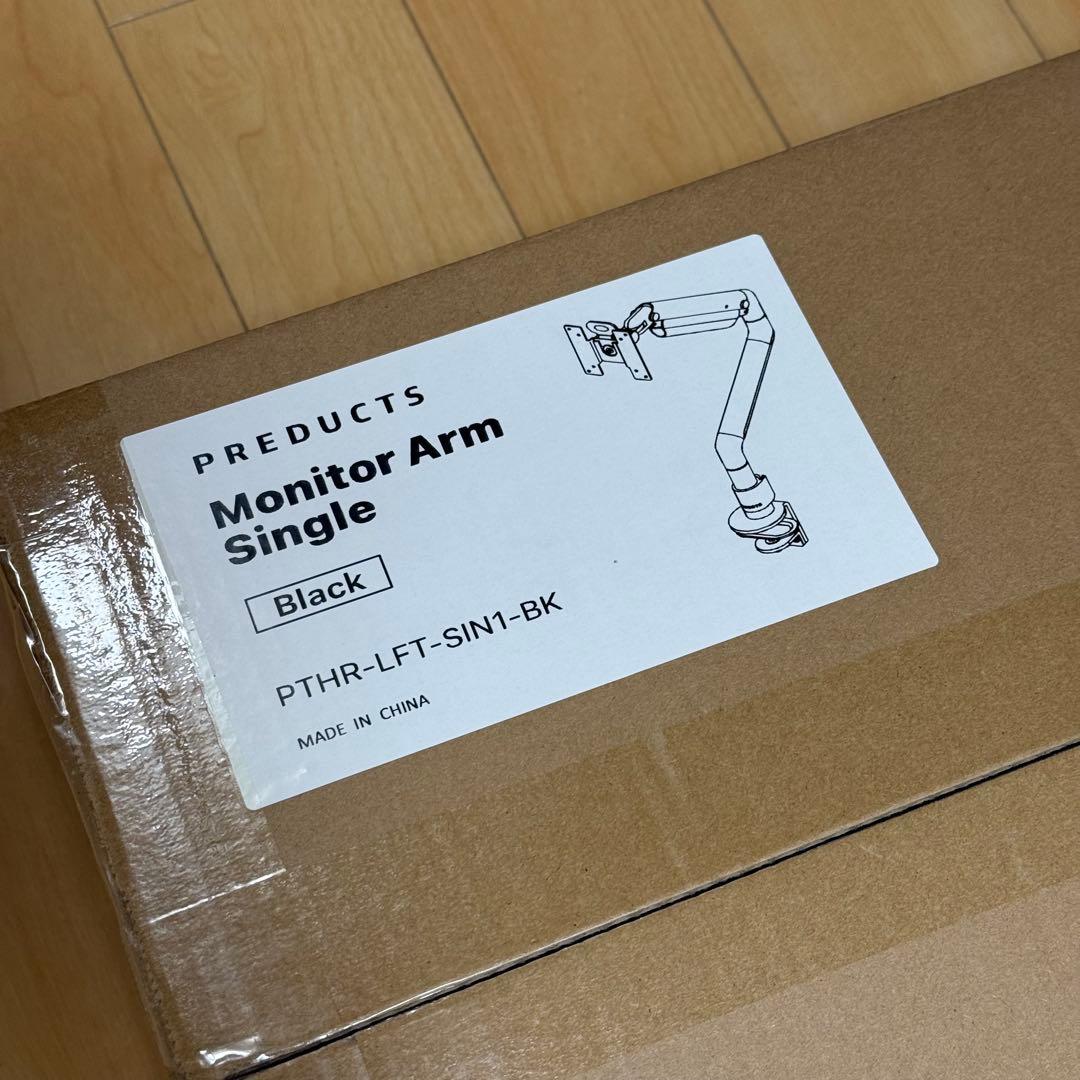 PREDUCTS
Monitor Arm
Single
Black
PTHR-LFT-SIN1-BK
MADE IN CHINA